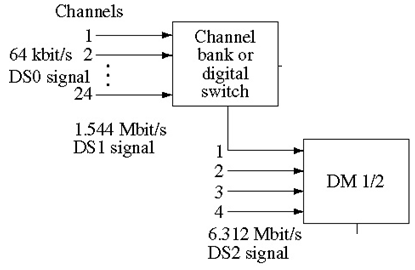 Channels
1
64 kbit/s 2
DS0 signal
24
Channel
bank or
digital
switch
1.544 Mbit/s
DS1 signal
1
2
3
4
DM 1/2
6.312 Mbit/s
DS2 signal